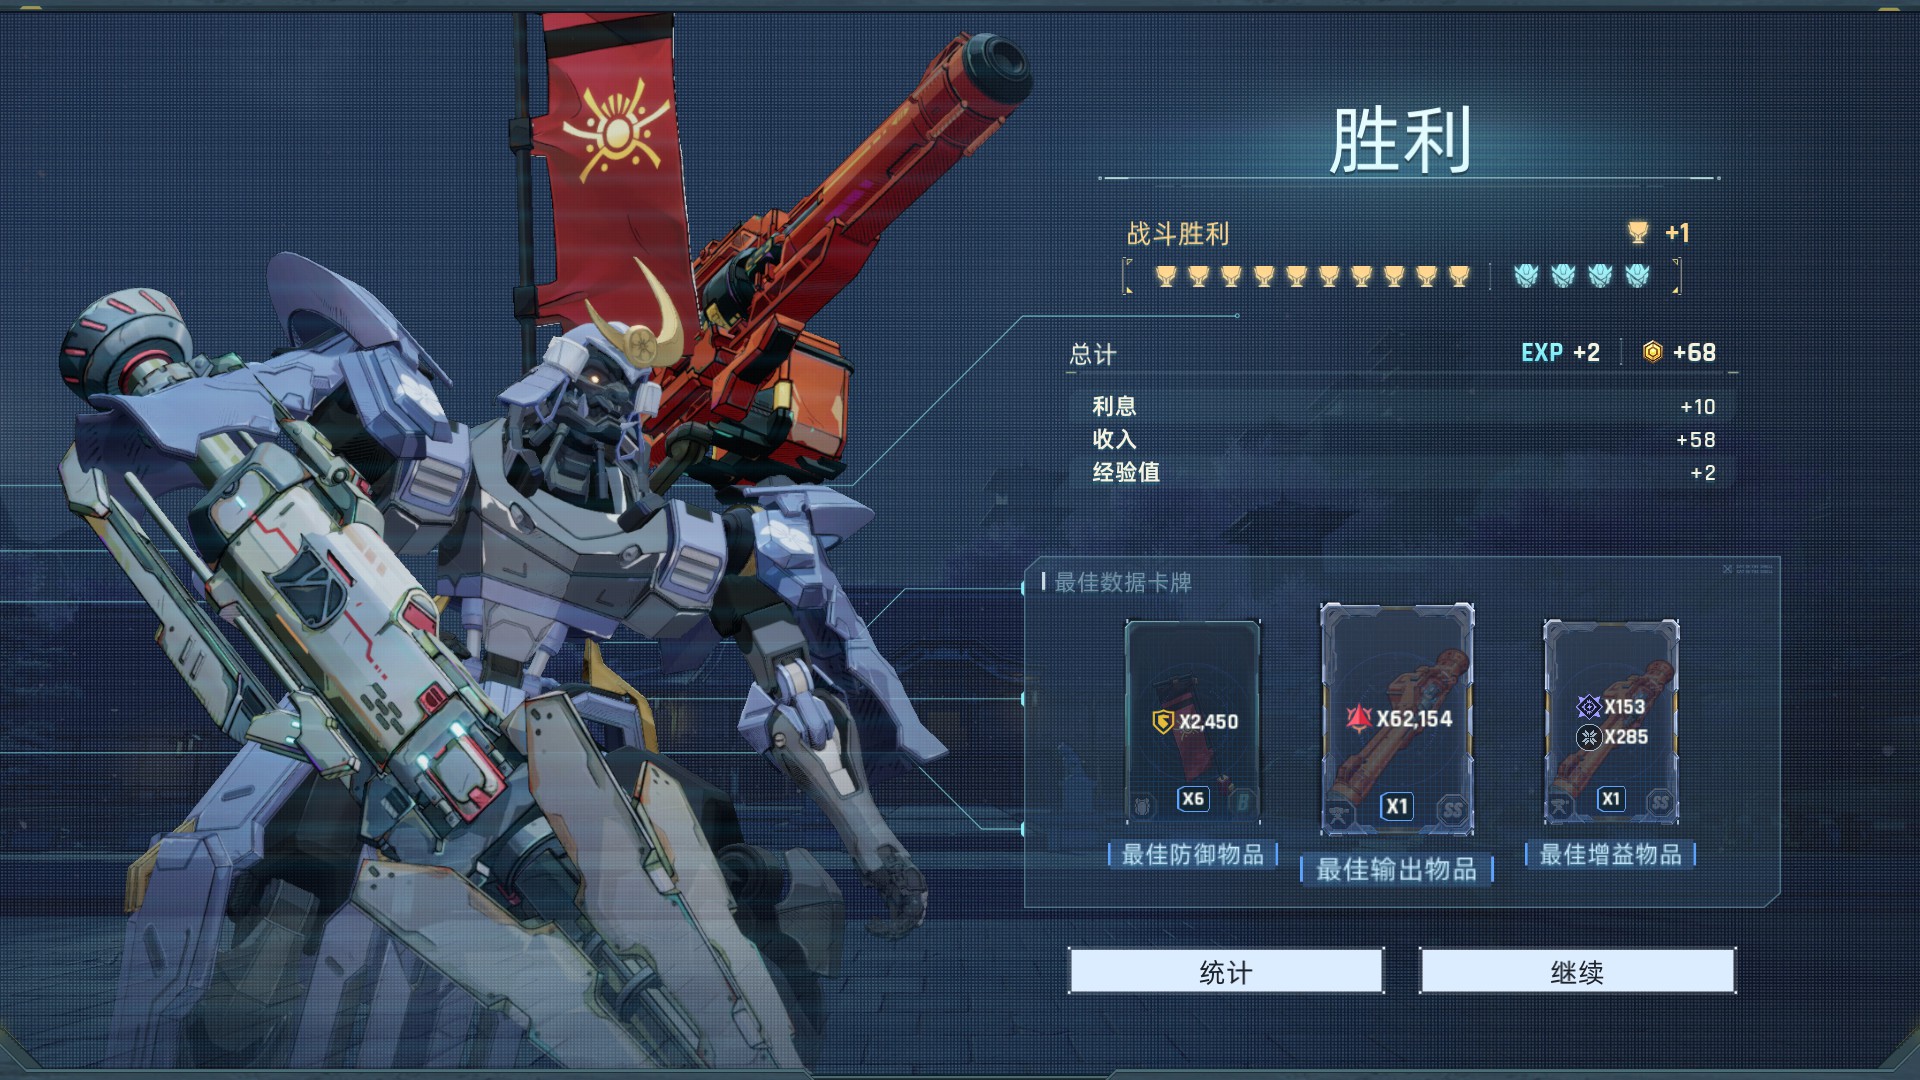 胜利
战斗胜利 +1
总计 EXP +2 +68
利息 +10
收入 +58
经验值 +2
最佳数据卡牌
X2,450
X6 B
最佳防御物品
X62,154
X1 SS
最佳输出物品
X153
X285
X1 SS
最佳增益物品
统计
继续